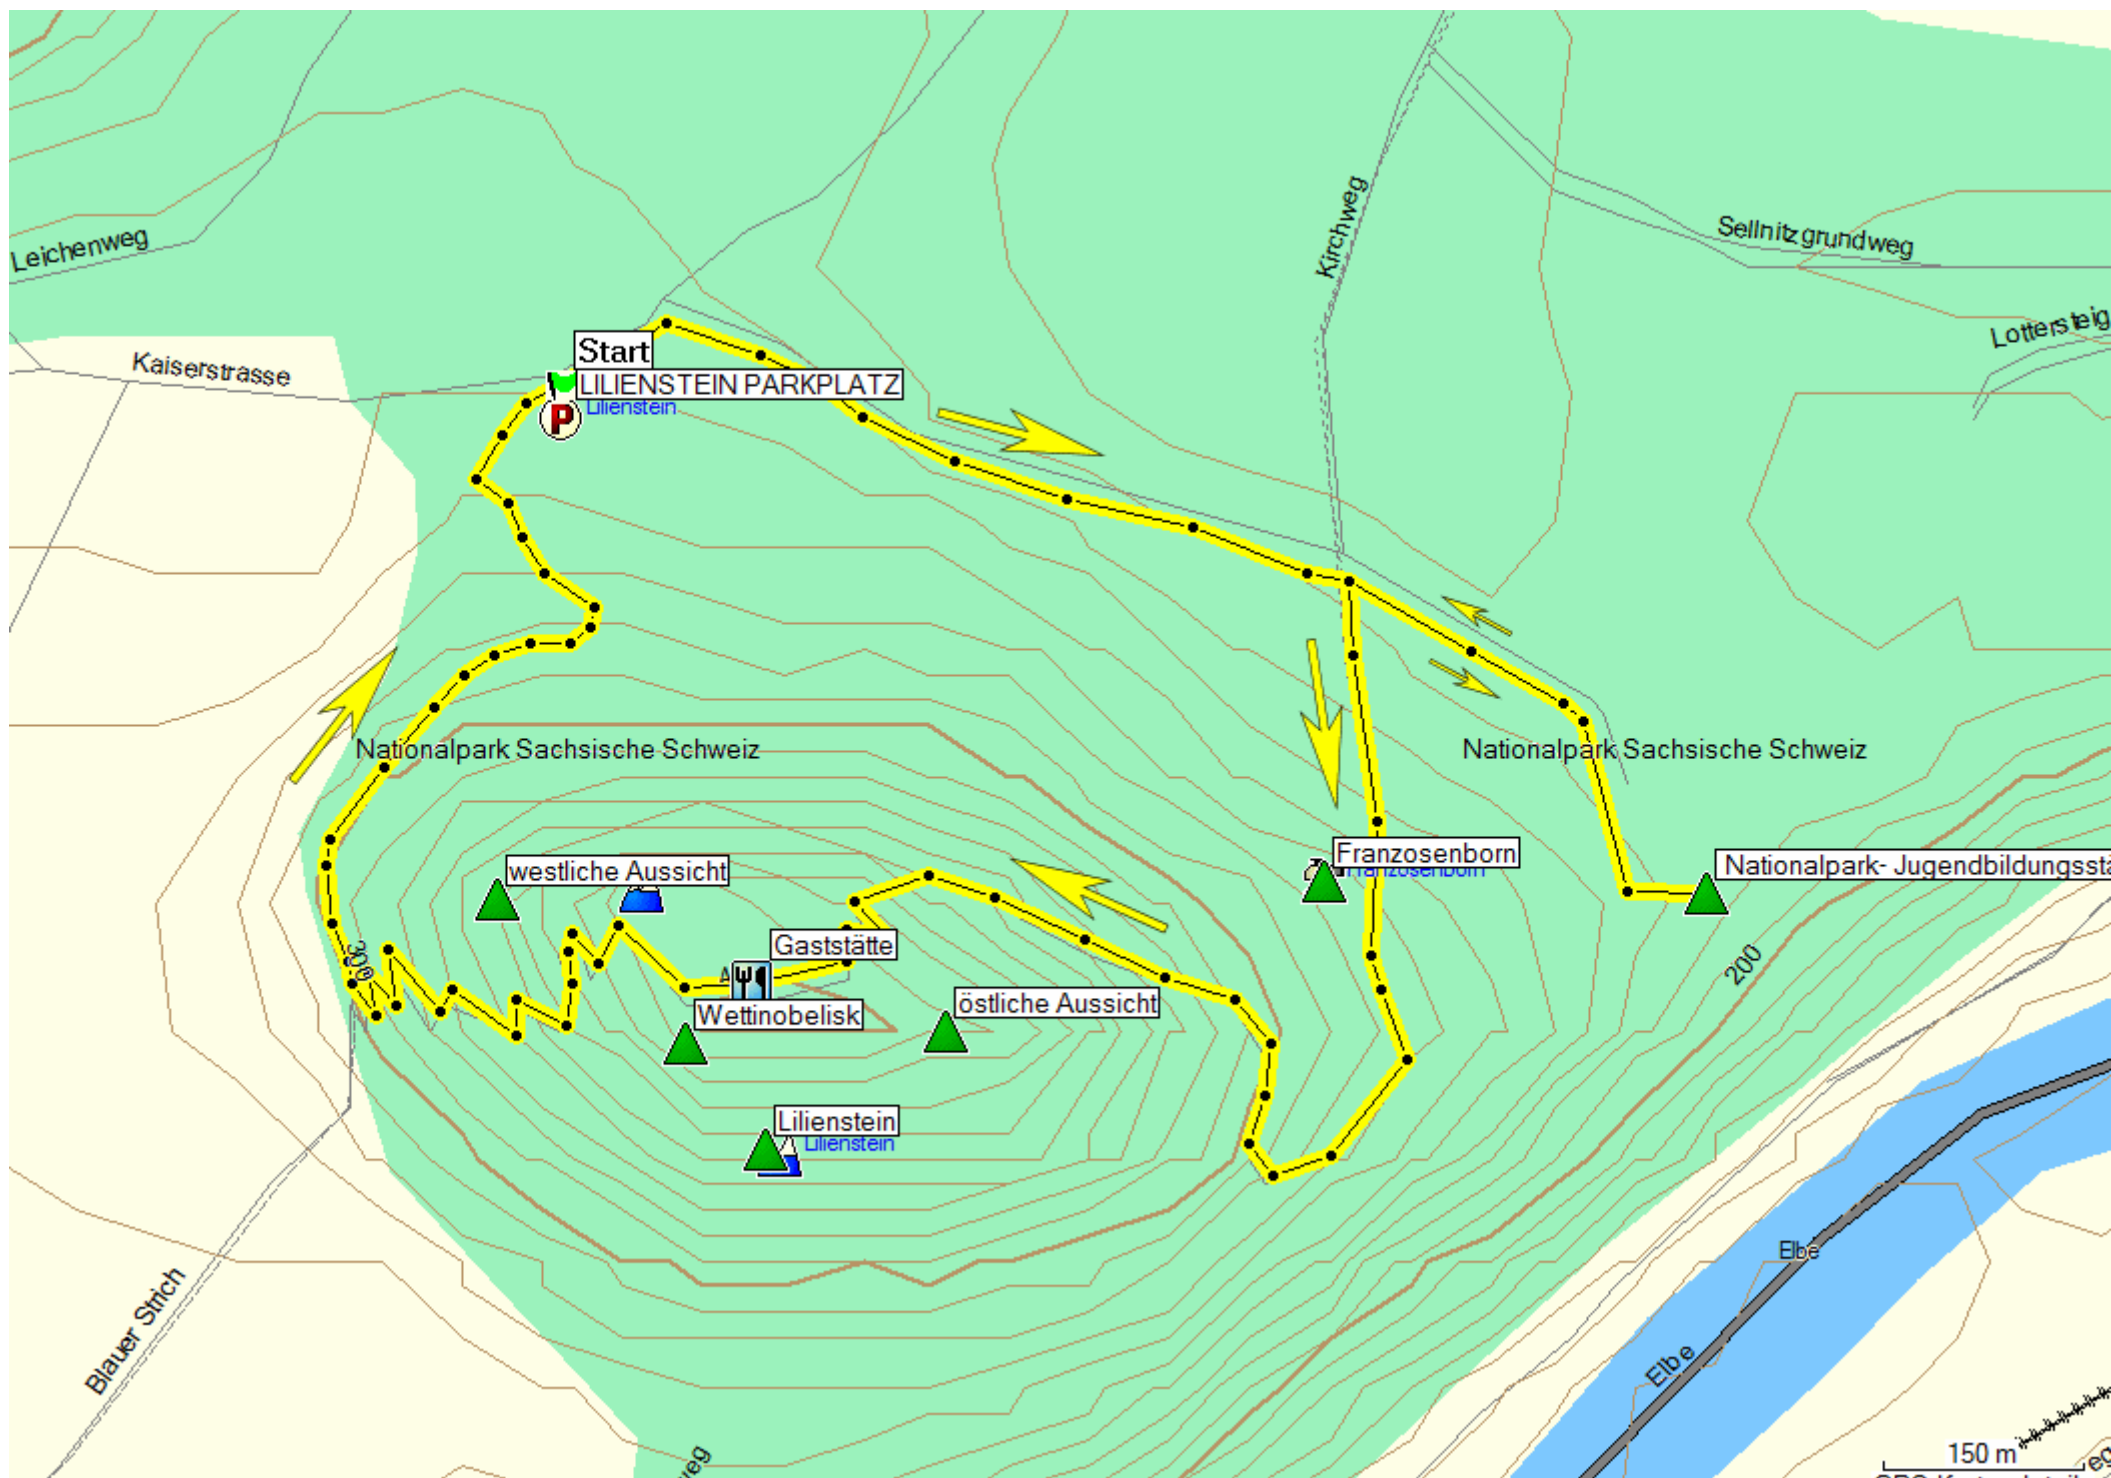 Kirchweg
Sellnitzgrundweg
Leichenweg
Lottersteig
Start
Kaiserstrasse
LILIENSTEIN PARKPLATZ
Lilienstein
Nationalpark Sachsische Schweiz
Nationalpark Sachsische Schweiz
Franzosenborn
Franzosenborn
westliche Aussicht
Nationalpark- Jugendbildungsstä
Gaststätte
300
200
östliche Aussicht
Wettinobelisk
Lilienstein
Lilienstein
Elbe
Blauer Strich
Elbe
150 m